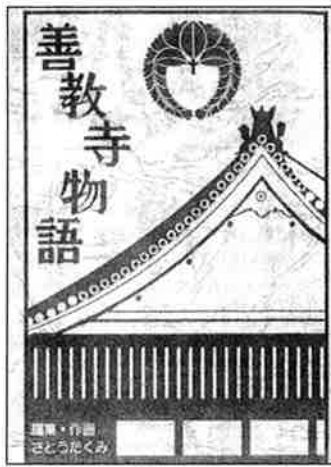 善教寺物語
編集・作画
さとうたくみ